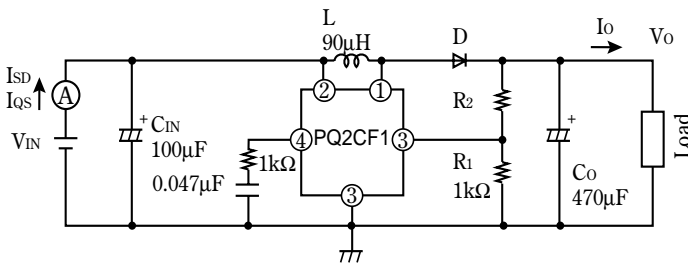 L
90µH
D
IO
VO
ISD
IQS
A
VIN
+
CIN
100µF
0.047µF
1kΩ
2
1
4
PQ2CF1
3
3
R2
R1
1kΩ
+
CO
470µF
Load